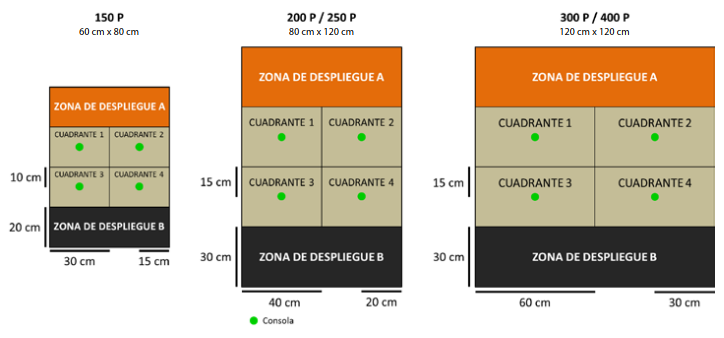 150 P
60 cm x 80 cm
ZONA DE DESPLIEGUE A
CUADRANTE 1
CUADRANTE 2
CUADRANTE 3
CUADRANTE 4
10 cm
20 cm
ZONA DE DESPLIEGUE B
30 cm
15 cm
200 P / 250 P
80 cm x 120 cm
ZONA DE DESPLIEGUE A
CUADRANTE 1
CUADRANTE 2
CUADRANTE 3
CUADRANTE 4
15 cm
30 cm
ZONA DE DESPLIEGUE B
40 cm
20 cm
Consola
300 P / 400 P
120 cm x 120 cm
ZONA DE DESPLIEGUE A
CUADRANTE 1
CUADRANTE 2
CUADRANTE 3
CUADRANTE 4
15 cm
30 cm
ZONA DE DESPLIEGUE B
60 cm
30 cm